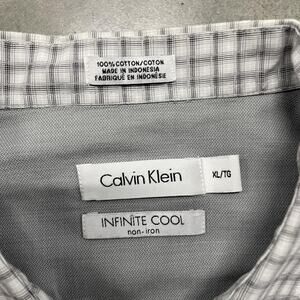 100% COTTON/COTON
MADE IN INDONESIA
FABRIQUÉ EN INDONÉSIE
Calvin Klein
XL/TG
INFINITE COOL
non-iron